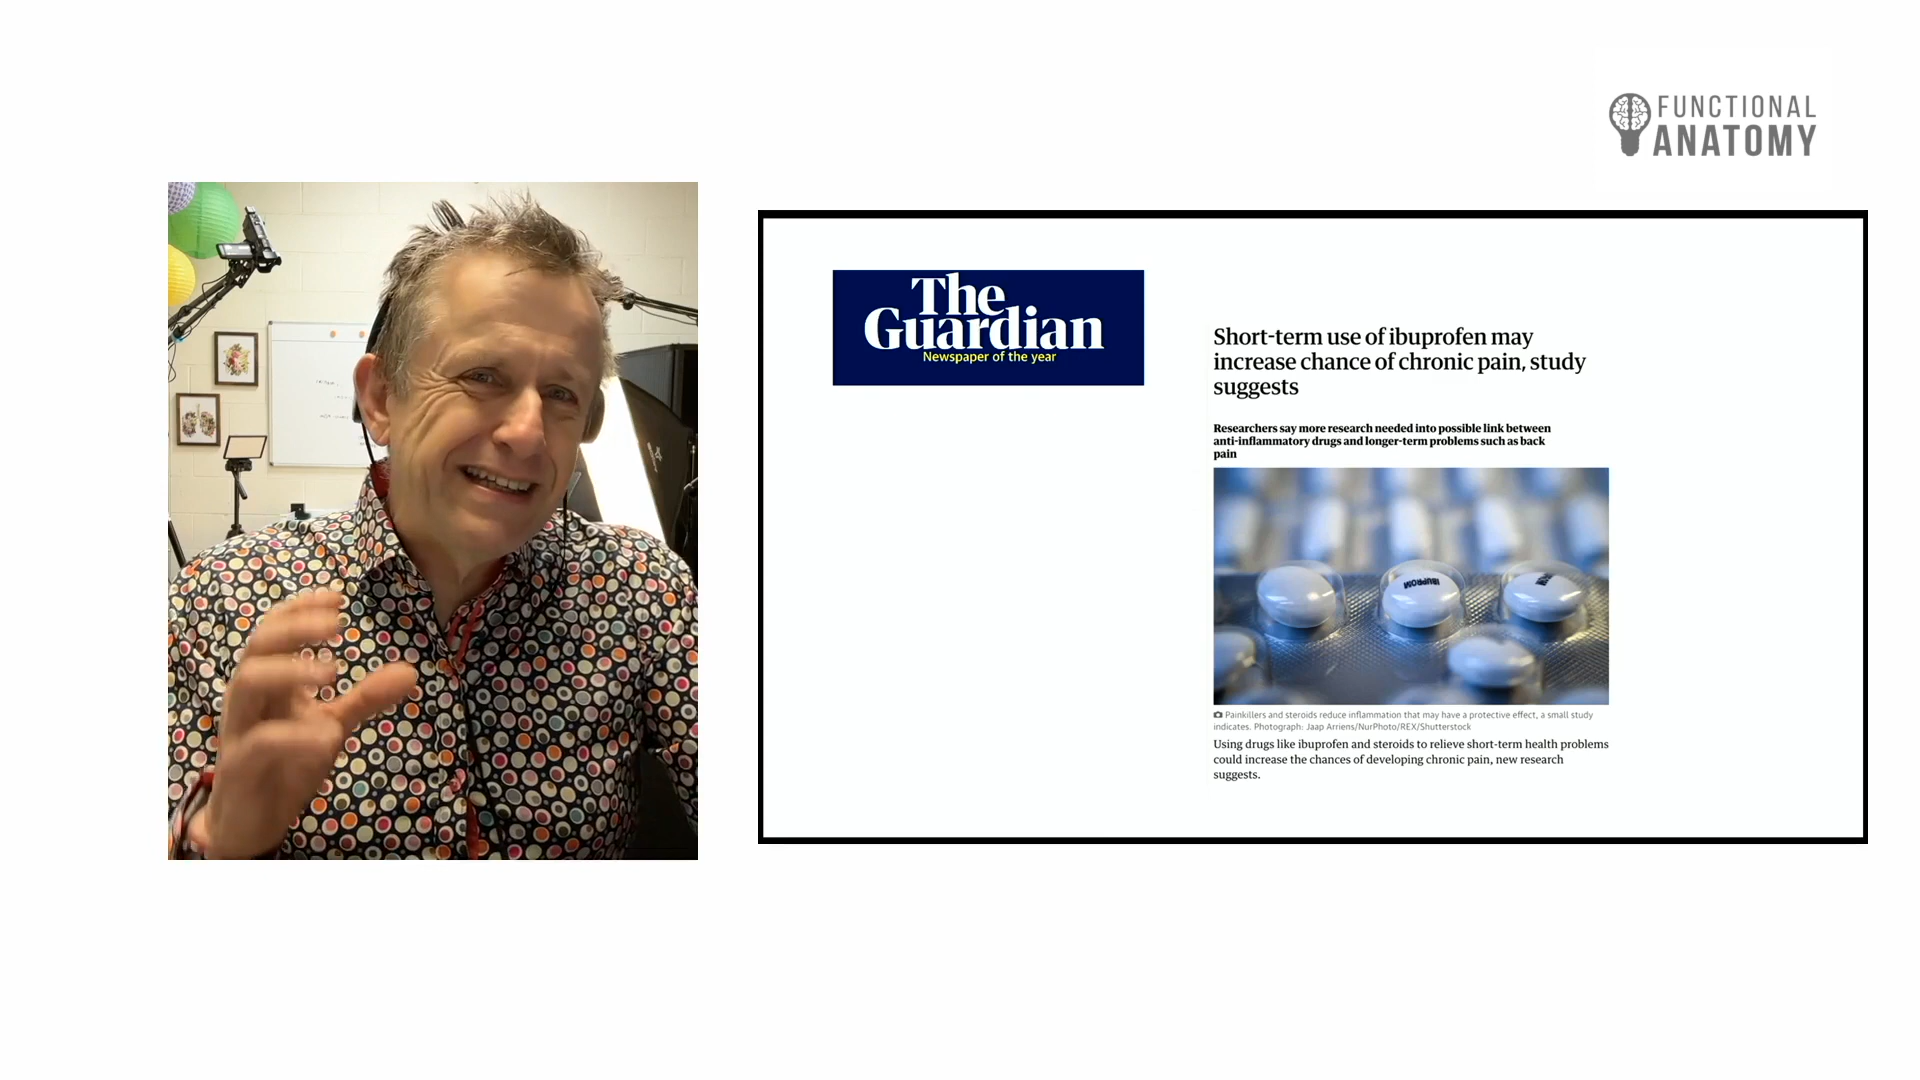 FUNCTIONAL
ANATOMY
The
Guardian
Newspaper of the year
Short-term use of ibuprofen may
increase chance of chronic pain, study
suggests
Researchers say more research needed into possible link between
anti-inflammatory drugs and longer-term problems such as back
pain
IBUPROM
Painkillers and steroids reduce inflammation that may have a protective effect, a small study
indicates. Photograph: Jaap Arriens/NurPhoto/REX/Shutterstock
Using drugs like ibuprofen and steroids to relieve short-term health problems
could increase the chances of developing chronic pain, new research
suggests.